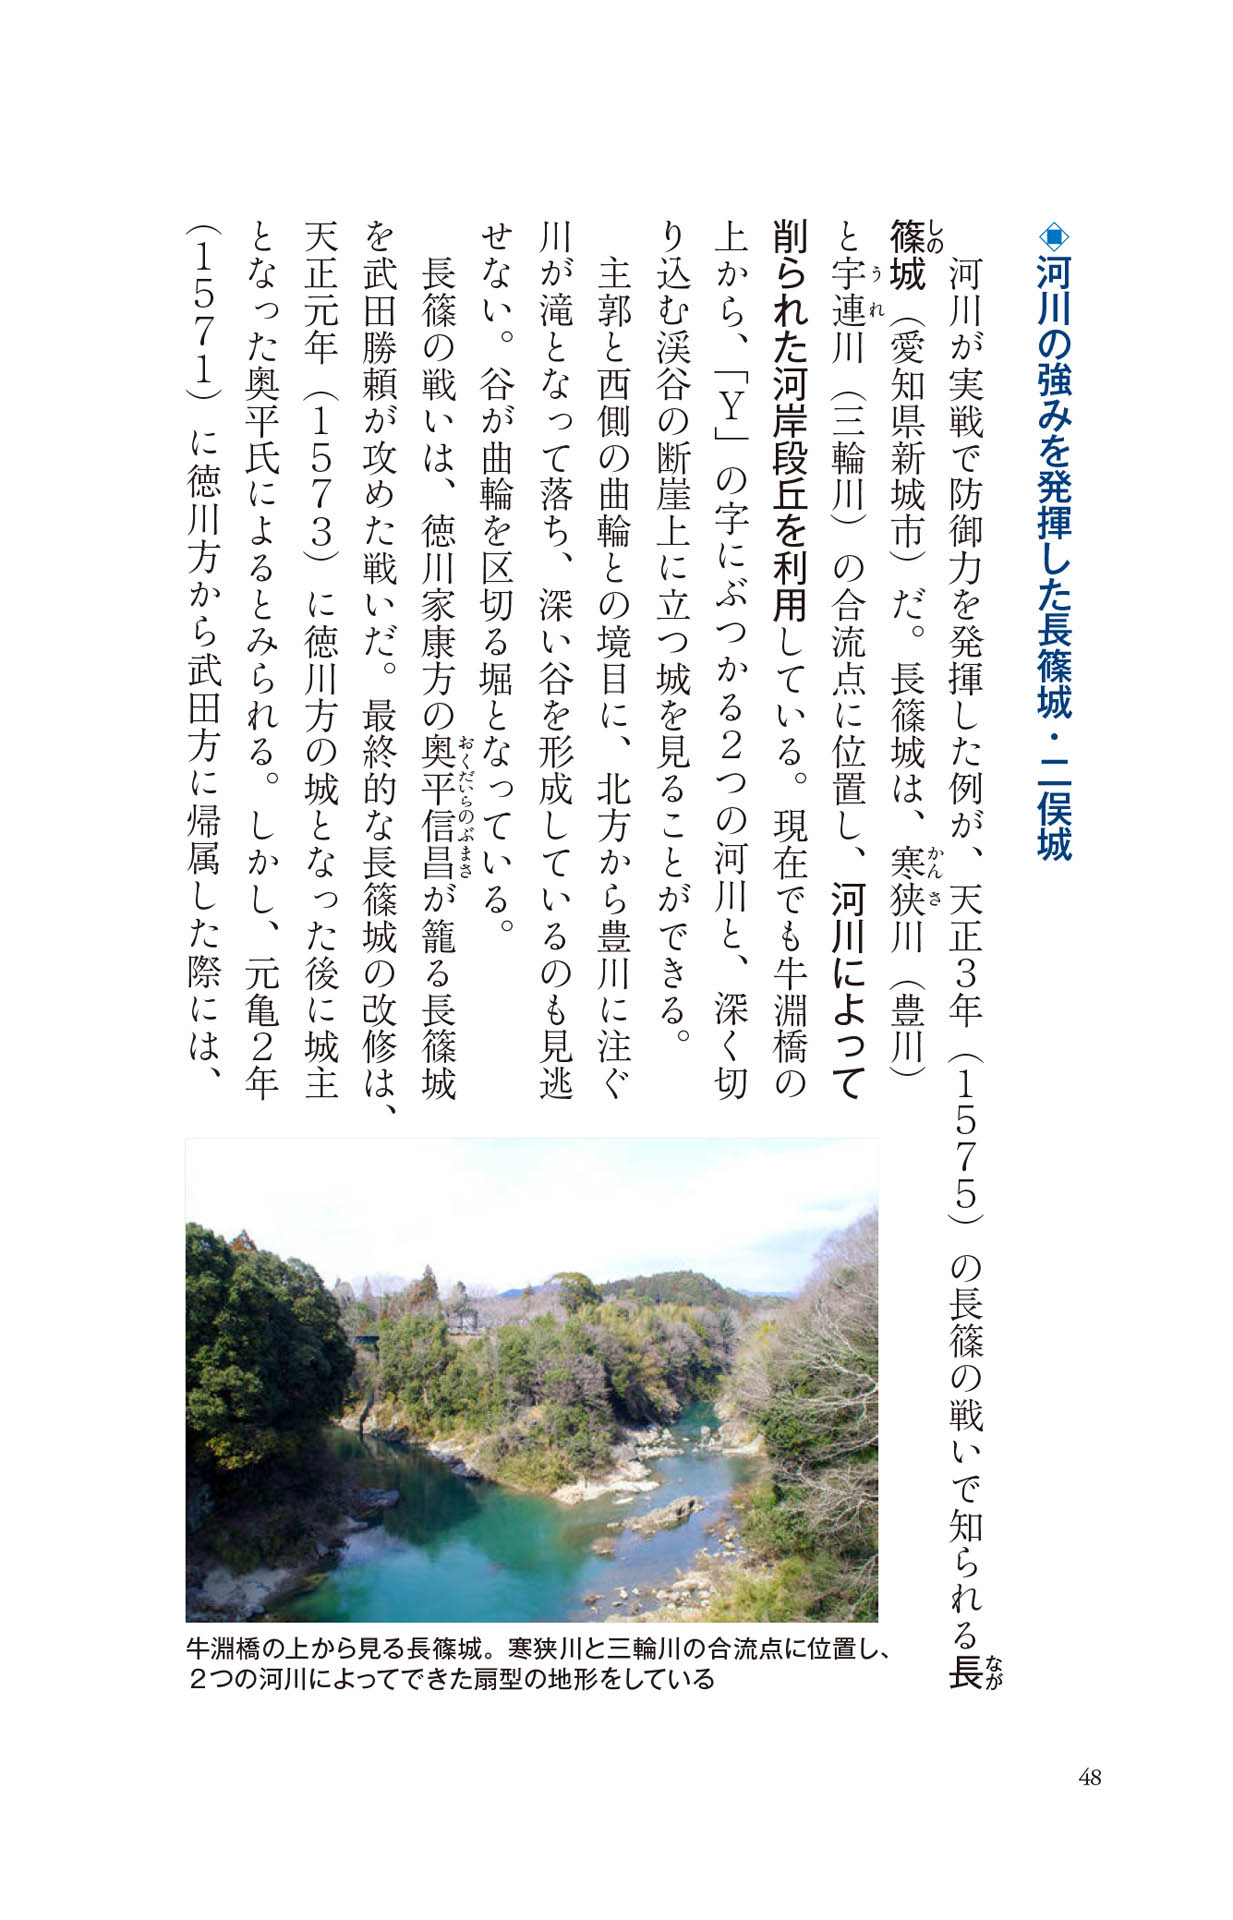 ◈河川の強みを発揮した長篠城・二俣城
河川が実戦で防御力を発揮した例が、天正3年（1575）の長篠の戦いで知られる長
篠城（愛知県新城市）だ。長篠城は、寒狭川（豊川）
と宇連川（三輪川）の合流点に位置し、河川によって
削られた河岸段丘を利用している。現在でも牛淵橋の
上から、「Y」の字にぶつかる2つの河川と、深く切
り込む渓谷の断崖上に立つ城を見ることができる。
主郭と西側の曲輪との境目に、北方から豊川に注ぐ
川が滝となって落ち、深い谷を形成しているのも見逃
せない。谷が曲輪を区切る堀となっている。
長篠の戦いは、徳川家康方の奥平信昌が籠る長篠城
を武田勝頼が攻めた戦いだ。最終的な長篠城の改修は、
天正元年（1573）に徳川方の城となった後に城主
となった奥平氏によるとみられる。しかし、元亀2年
（1571）に徳川方から武田方に帰属した際には、
なが
しの
かんさ
うれ
おくだいらのぶまさ
牛淵橋の上から見る長篠城。寒狭川と三輪川の合流点に位置し、
2つの河川によってできた扇型の地形をしている
48